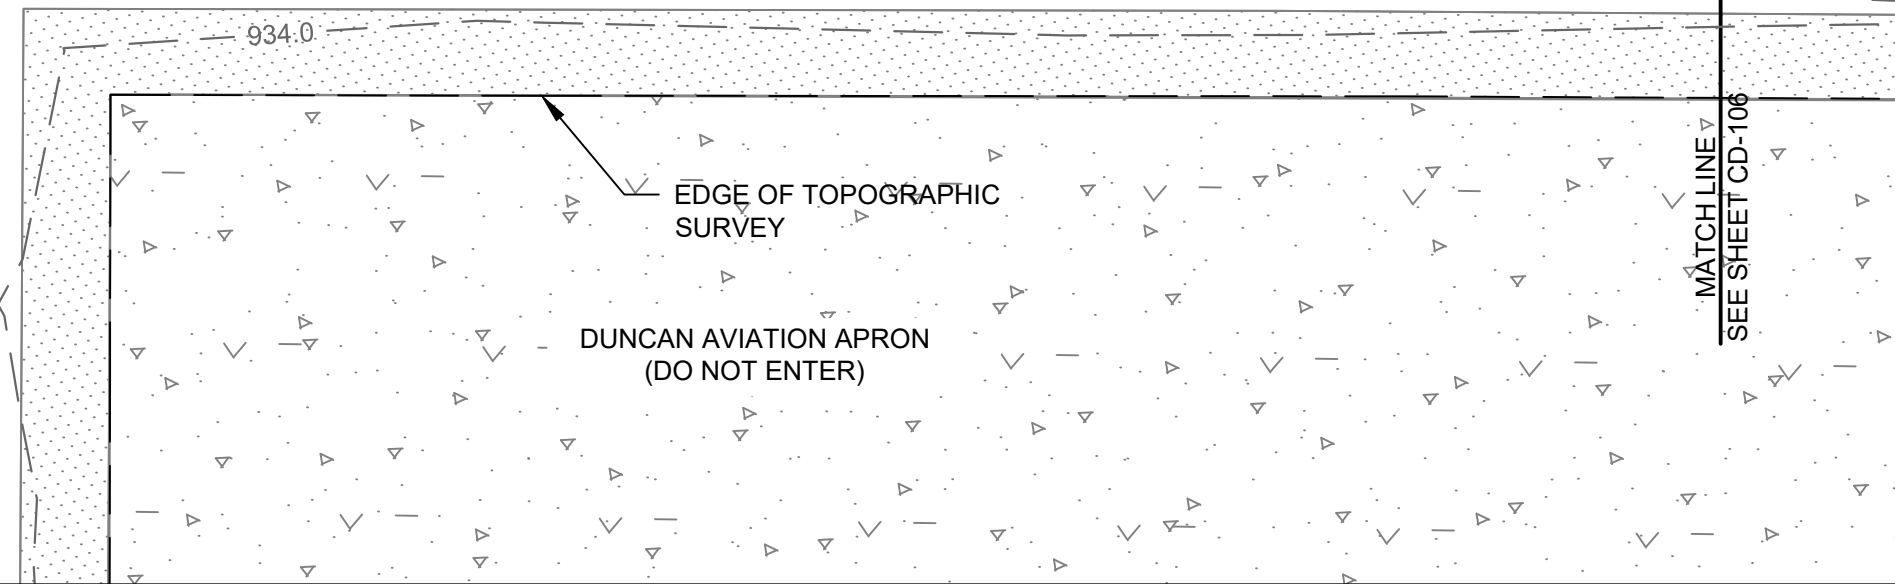 934.0
EDGE OF TOPOGRAPHIC
SURVEY
DUNCAN AVIATION APRON
(DO NOT ENTER)
MATCH LINE
SEE SHEET CD-106